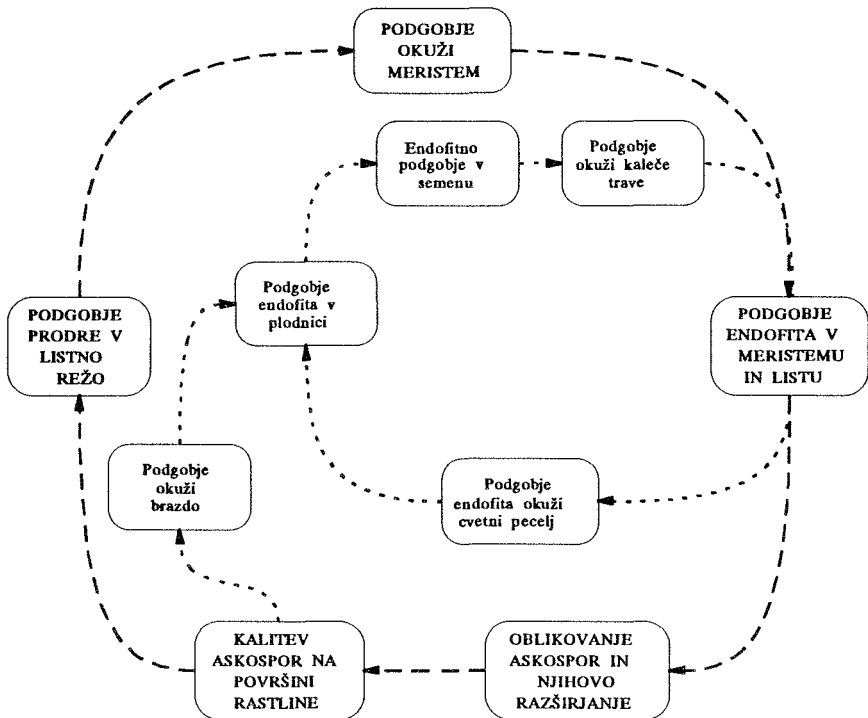 PODGOBJE
OKUŽI
MERISTEM
Endofitno
podgobje v
semenu
Podgobje
okuži kaleče
trave
Podgobje
endofita v
plodnici
PODGOBJE
PRODRE V
LISTNO
REŽO
PODGOBJE
ENDOFITA V
MERISTEMU
IN LISTU
Podgobje
okuži
brazdo
Podgobje
endofita okuži
cvetni pecelj
KALITEV
ASKOSPOR NA
POVRŠINI
RASTLINE
OBLIKOVANJE
ASKOSPOR IN
NJIHOVO
RAZŠIRJANJE